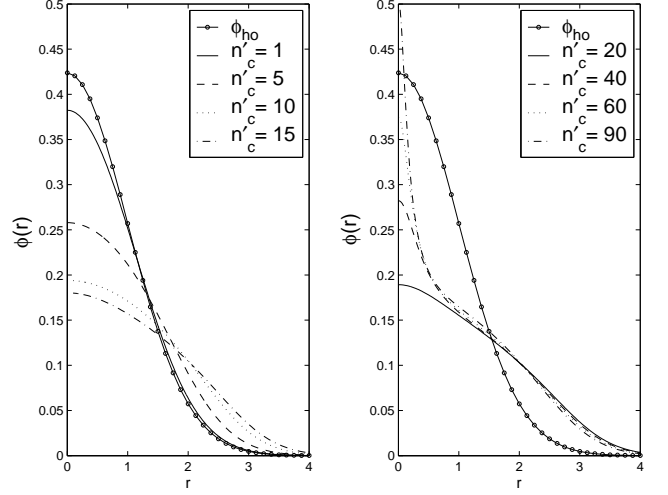 0.5
0.45
0.4
0.35
0.3
0.25
0.2
0.15
0.1
0.05
0
0 1 2 3 4
r
ϕ(r)
ϕho
n′c = 1
n′c = 5
n′c = 10
n′c = 15
0.5
0.45
0.4
0.35
0.3
0.25
0.2
0.15
0.1
0.05
0
0 1 2 3 4
r
ϕ(r)
ϕho
n′c = 20
n′c = 40
n′c = 60
n′c = 90